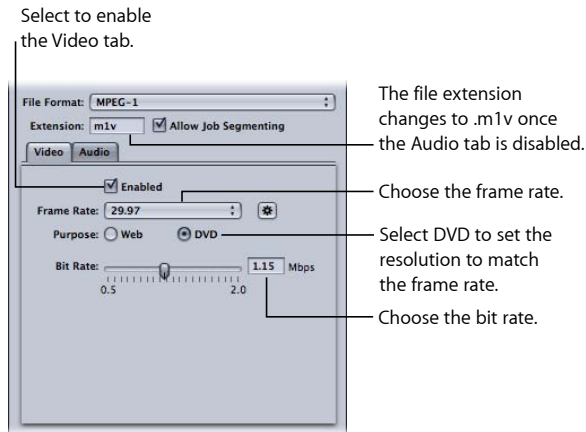 Select to enable
the Video tab.
File Format: MPEG-1
Extension: m1v Allow Job Segmenting
Video Audio
Enabled
Frame Rate: 29.97
Purpose: Web DVD
Bit Rate: 1.15 Mbps
0.5 2.0
The file extension
changes to .m1v once
the Audio tab is disabled.
Choose the frame rate.
Select DVD to set the
resolution to match
the frame rate.
Choose the bit rate.